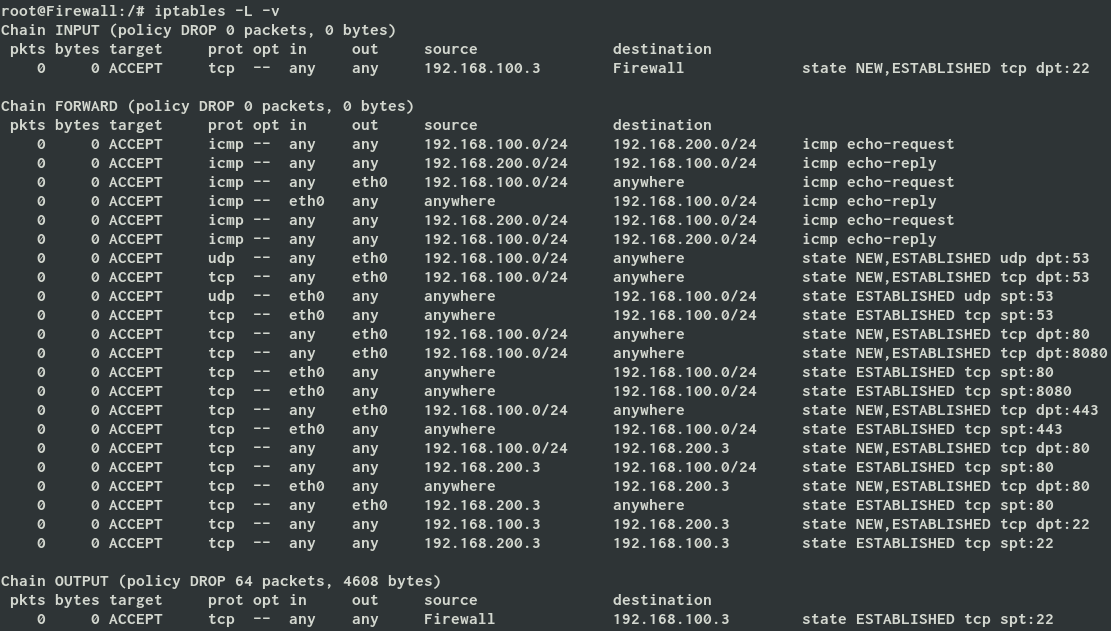 root@Firewall:/# iptables -L -v
Chain INPUT (policy DROP 0 packets, 0 bytes)
 pkts bytes target     prot opt in     out     source               destination
    0     0 ACCEPT     tcp  --  any    any     192.168.100.3        Firewall             state NEW,ESTABLISHED tcp dpt:22

Chain FORWARD (policy DROP 0 packets, 0 bytes)
 pkts bytes target     prot opt in     out     source               destination
    0     0 ACCEPT     icmp --  any    any     192.168.100.0/24     192.168.200.0/24     icmp echo-request
    0     0 ACCEPT     icmp --  any    any     192.168.200.0/24     192.168.100.0/24     icmp echo-reply
    0     0 ACCEPT     icmp --  any    eth0    192.168.100.0/24     anywhere             icmp echo-request
    0     0 ACCEPT     icmp --  eth0   any     anywhere             192.168.100.0/24     icmp echo-reply
    0     0 ACCEPT     icmp --  any    any     192.168.200.0/24     192.168.100.0/24     icmp echo-request
    0     0 ACCEPT     icmp --  any    any     192.168.100.0/24     192.168.200.0/24     icmp echo-reply
    0     0 ACCEPT     udp  --  any    eth0    192.168.100.0/24     anywhere             state NEW,ESTABLISHED udp dpt:53
    0     0 ACCEPT     tcp  --  any    eth0    192.168.100.0/24     anywhere             state NEW,ESTABLISHED tcp dpt:53
    0     0 ACCEPT     udp  --  eth0   any     anywhere             192.168.100.0/24     state ESTABLISHED udp spt:53
    0     0 ACCEPT     tcp  --  eth0   any     anywhere             192.168.100.0/24     state ESTABLISHED tcp spt:53
    0     0 ACCEPT     tcp  --  any    eth0    192.168.100.0/24     anywhere             state NEW,ESTABLISHED tcp dpt:80
    0     0 ACCEPT     tcp  --  any    eth0    192.168.100.0/24     anywhere             state NEW,ESTABLISHED tcp dpt:8080
    0     0 ACCEPT     tcp  --  eth0   any     anywhere             192.168.100.0/24     state ESTABLISHED tcp spt:80
    0     0 ACCEPT     tcp  --  eth0   any     anywhere             192.168.100.0/24     state ESTABLISHED tcp spt:8080
    0     0 ACCEPT     tcp  --  any    eth0    192.168.100.0/24     anywhere             state NEW,ESTABLISHED tcp dpt:443
    0     0 ACCEPT     tcp  --  eth0   any     anywhere             192.168.100.0/24     state ESTABLISHED tcp spt:443
    0     0 ACCEPT     tcp  --  any    any     192.168.100.0/24     192.168.200.3        state NEW,ESTABLISHED tcp dpt:80
    0     0 ACCEPT     tcp  --  any    any     192.168.200.3        192.168.100.0/24     state ESTABLISHED tcp spt:80
    0     0 ACCEPT     tcp  --  eth0   any     anywhere             192.168.200.3        state NEW,ESTABLISHED tcp dpt:80
    0     0 ACCEPT     tcp  --  any    eth0    192.168.200.3        anywhere             state ESTABLISHED tcp spt:80
    0     0 ACCEPT     tcp  --  any    any     192.168.100.3        192.168.200.3        state NEW,ESTABLISHED tcp dpt:22
    0     0 ACCEPT     tcp  --  any    any     192.168.200.3        192.168.100.3        state ESTABLISHED tcp spt:22

Chain OUTPUT (policy DROP 64 packets, 4608 bytes)
 pkts bytes target     prot opt in     out     source               destination
    0     0 ACCEPT     tcp  --  any    any     Firewall             192.168.100.3        state ESTABLISHED tcp spt:22